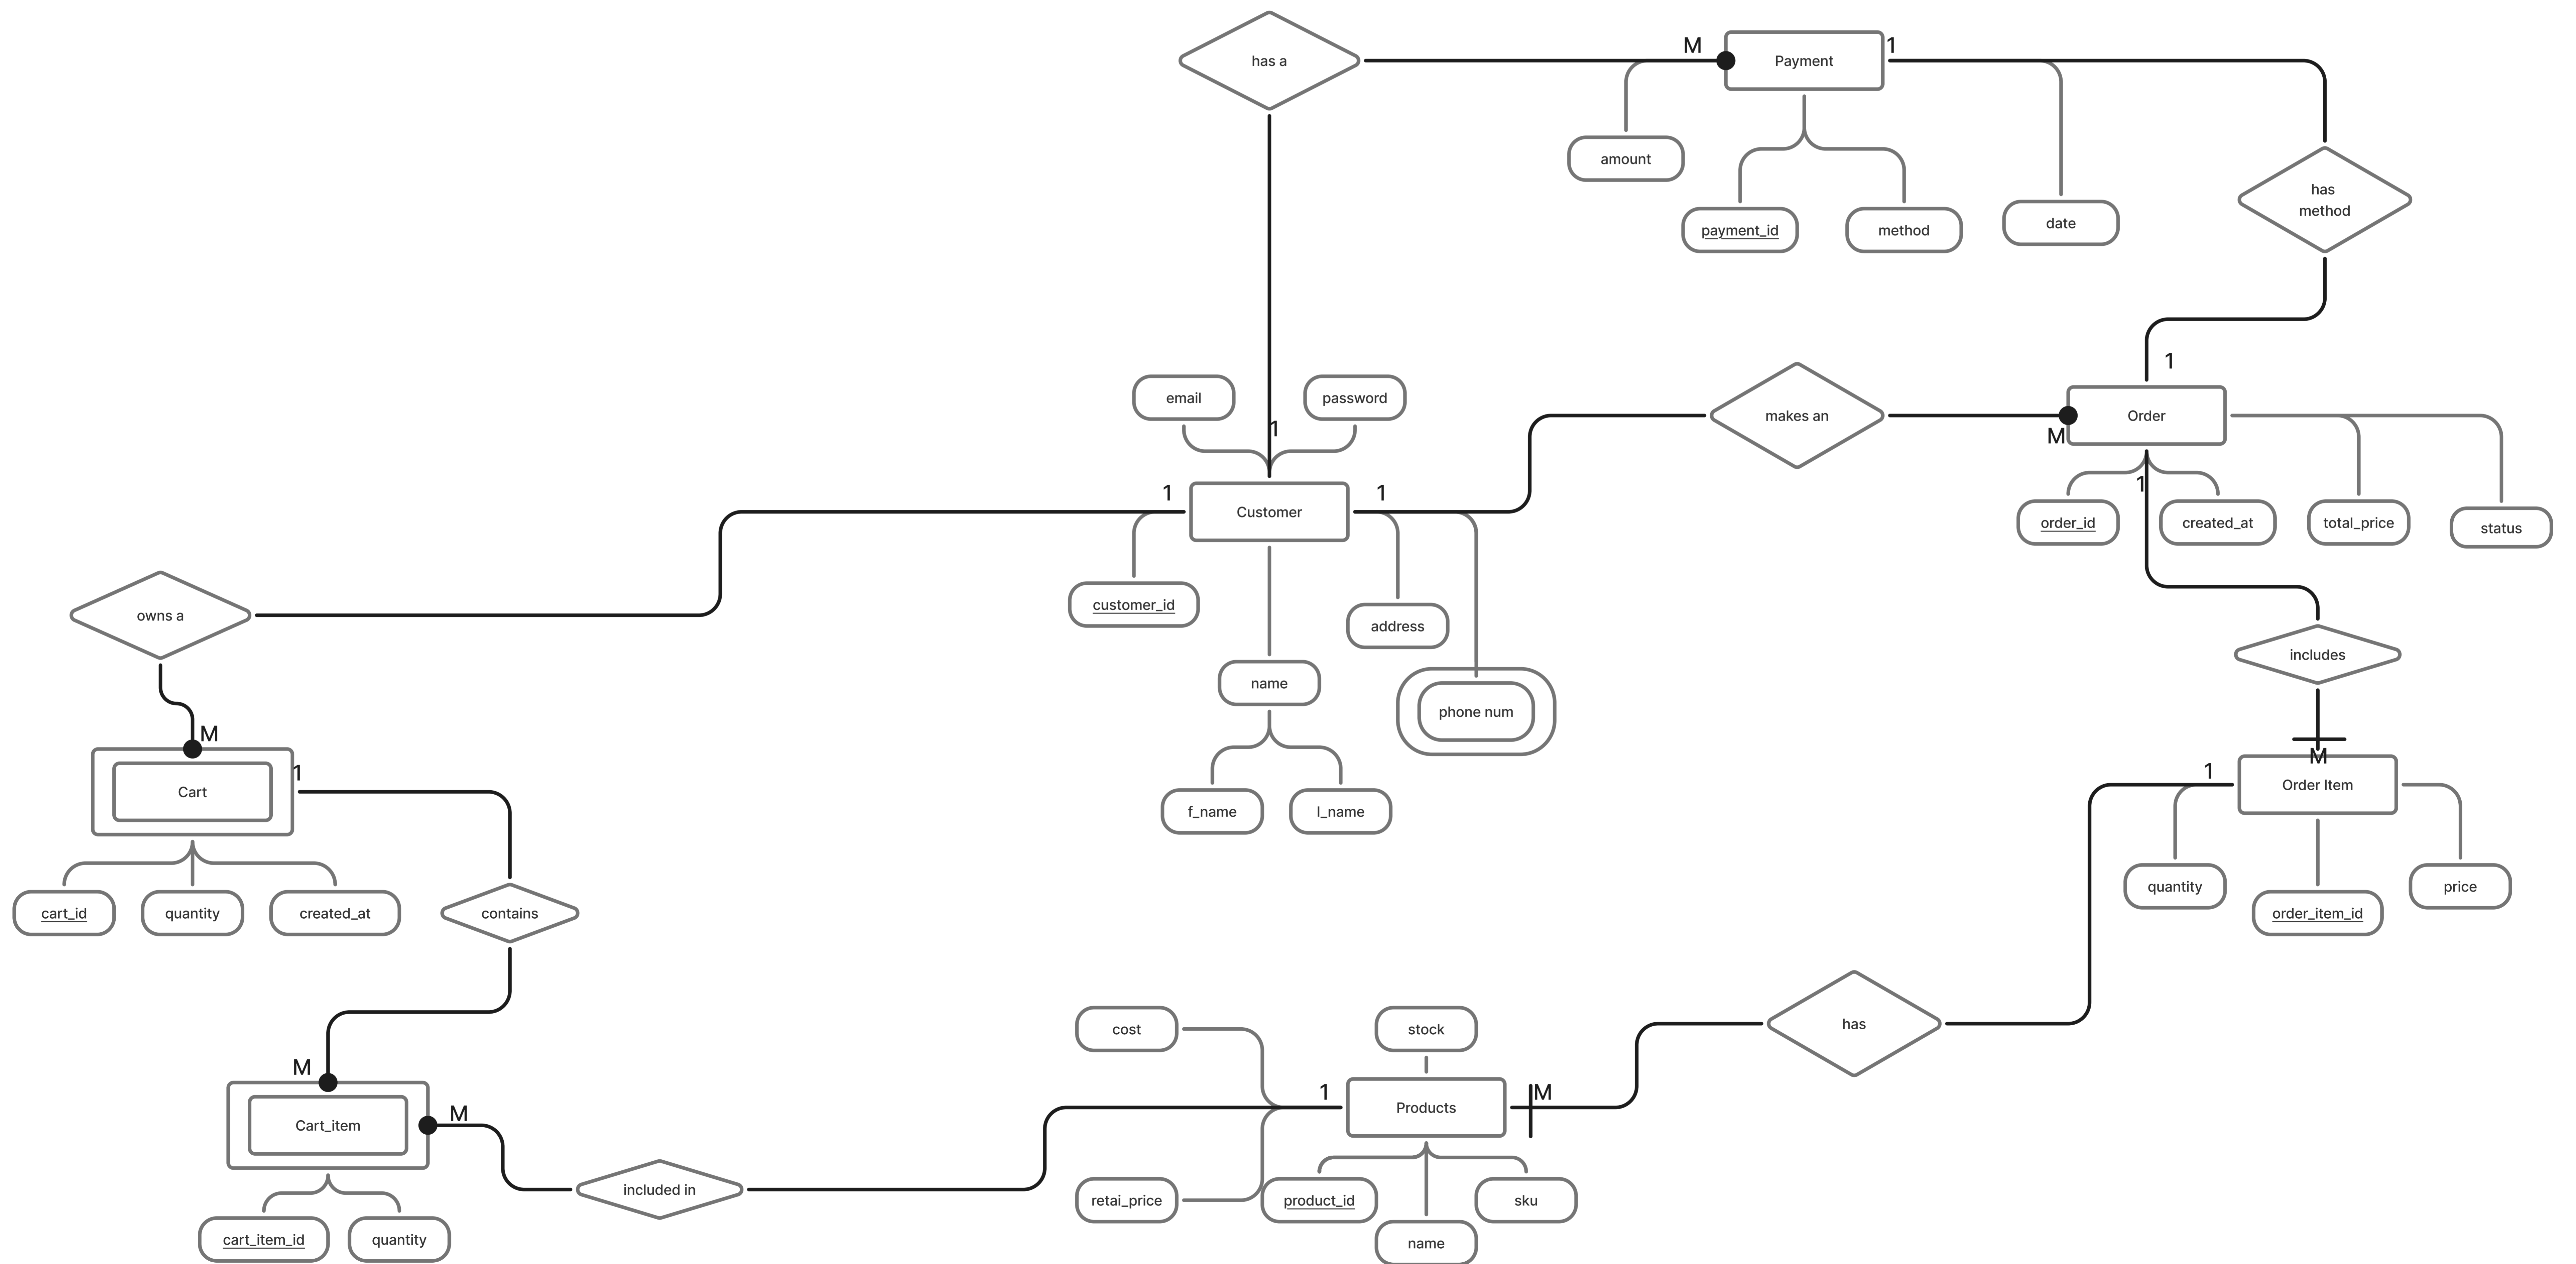 has a
M
Payment
1
amount
payment_id
method
date
has
method
1
email
password
1
makes an
M
Order
1
order_id
created_at
total_price
status
1
Customer
1
customer_id
address
name
phone num
f_name
l_name
owns a
M
Cart
1
cart_id
quantity
created_at
contains
includes
M
1
Order Item
quantity
order_item_id
price
has
cost
stock
M
Cart_item
M
1
Products
M
included in
retai_price
product_id
sku
name
cart_item_id
quantity